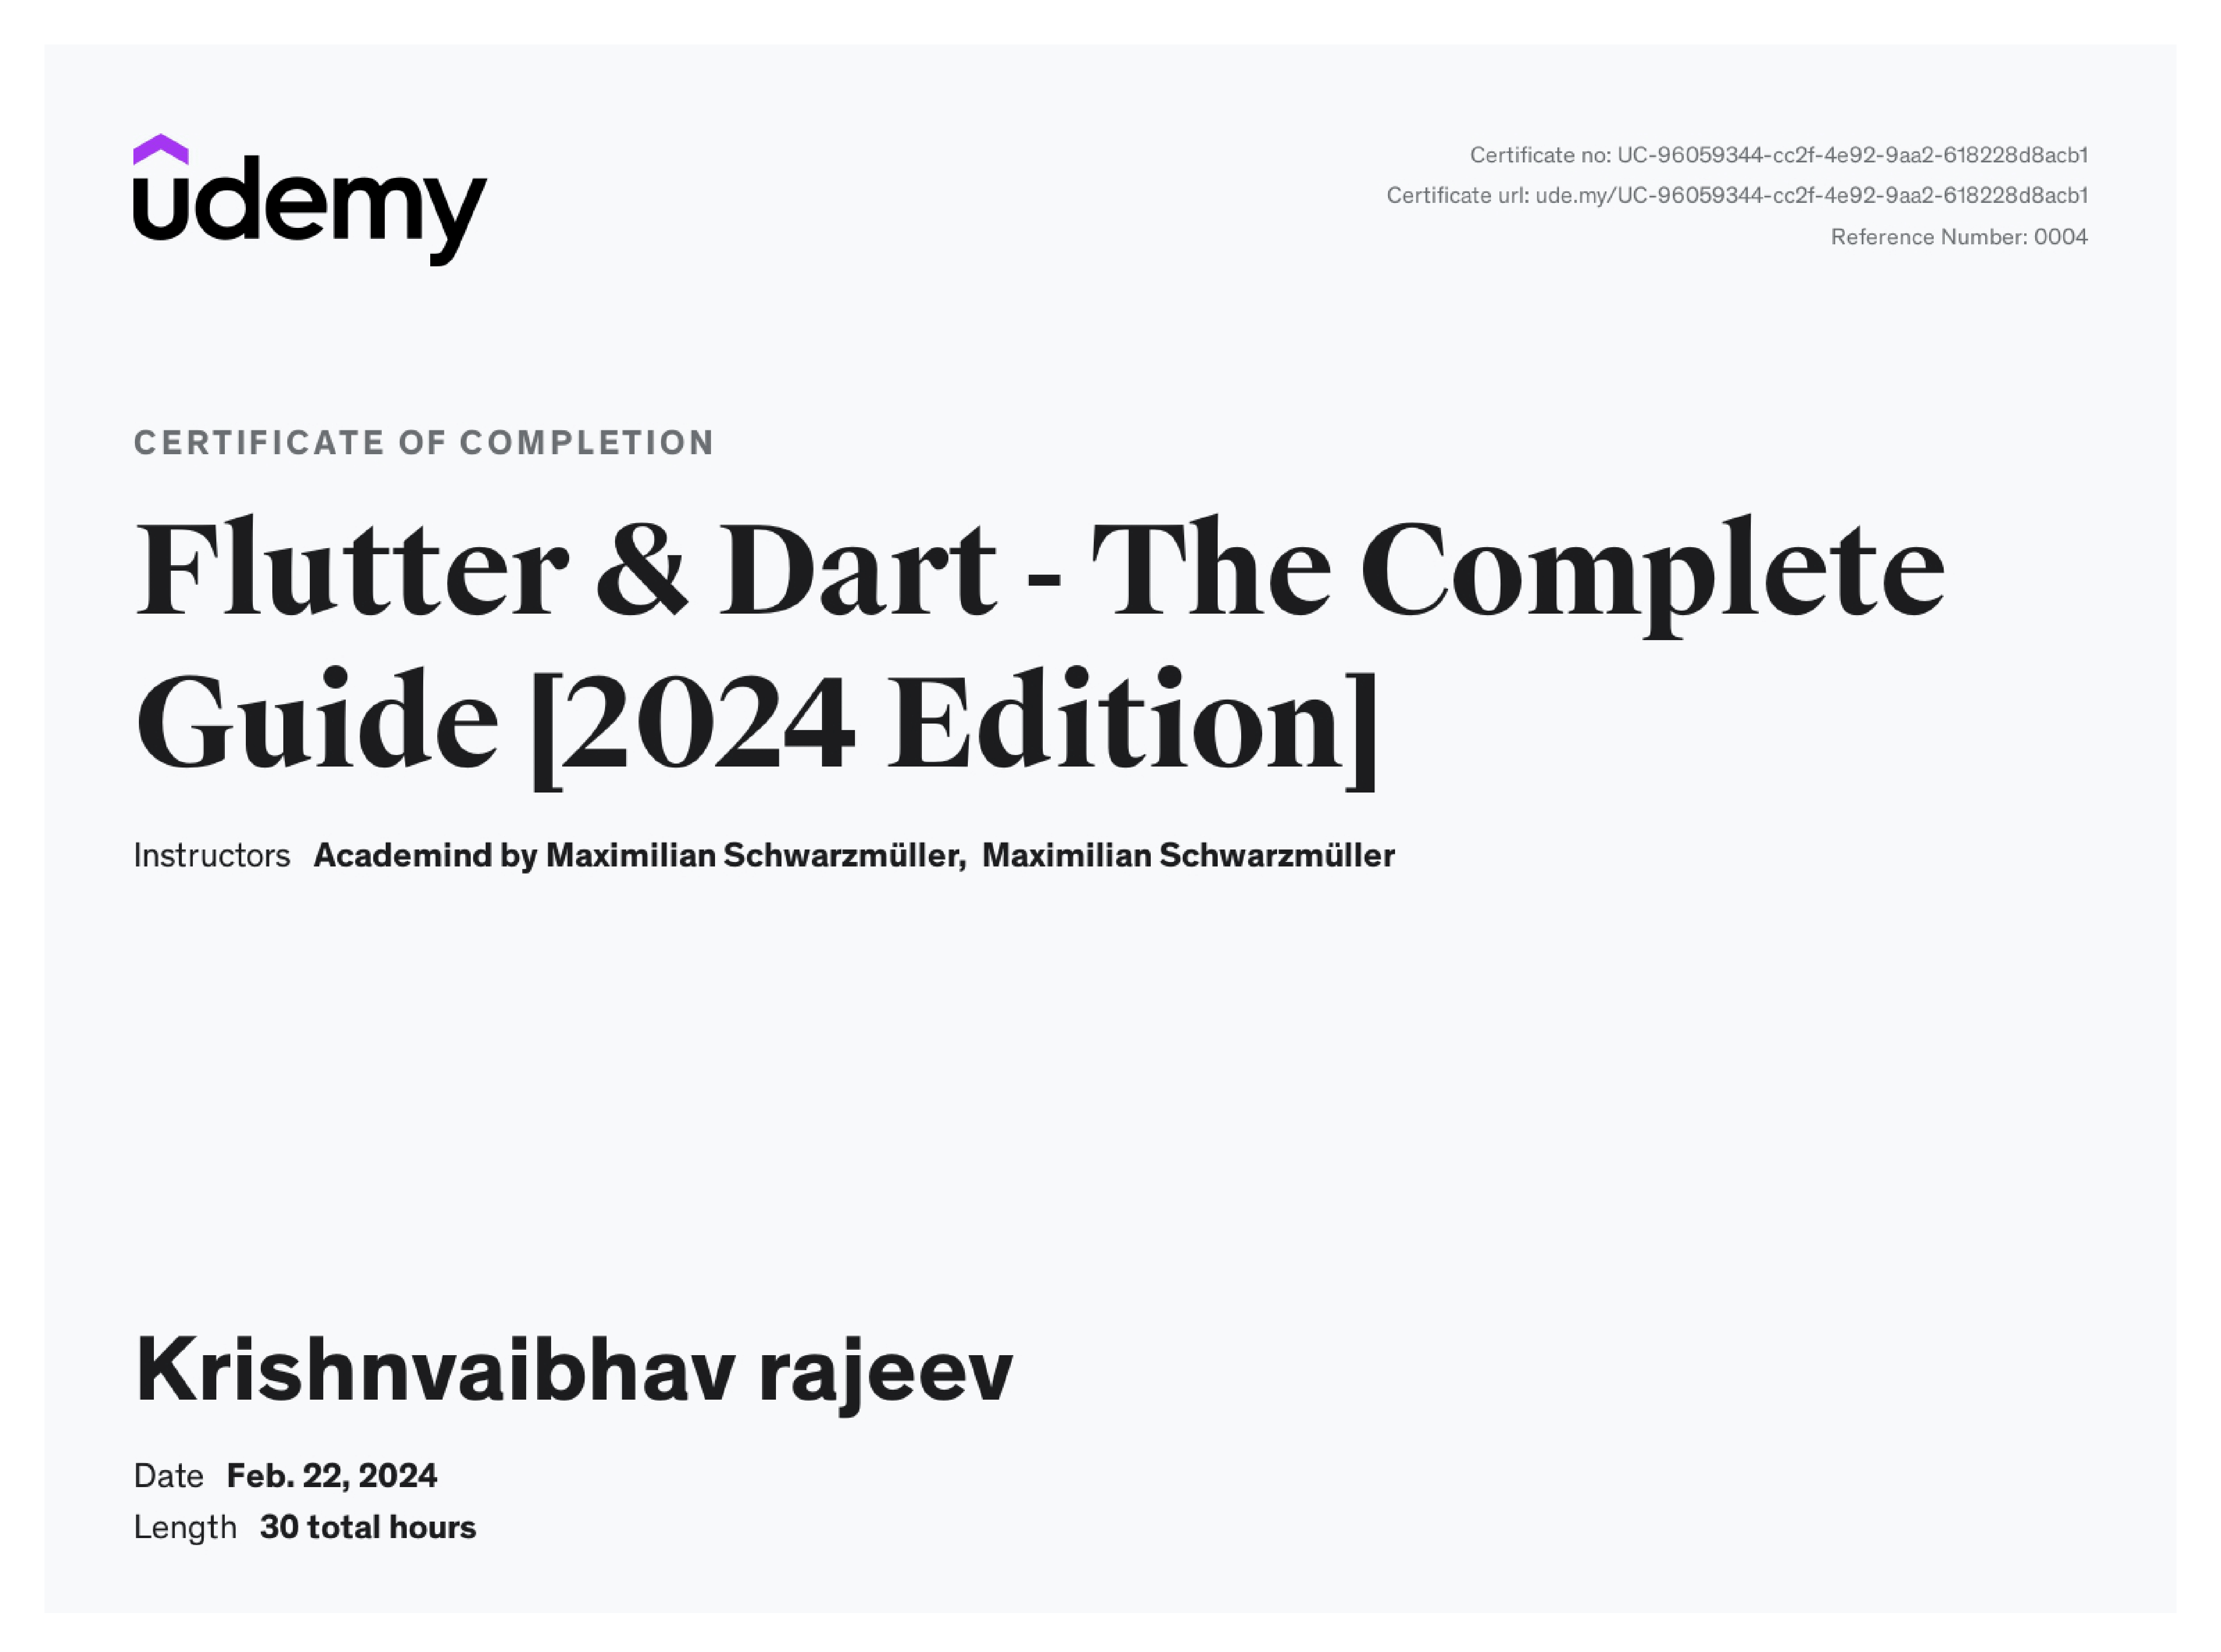 udemy
Certificate no: UC-96059344-cc2f-4e92-9aa2-618228d8acb1
Certificate url: ude.my/UC-96059344-cc2f-4e92-9aa2-618228d8acb1
Reference Number: 0004
CERTIFICATE OF COMPLETION
Flutter & Dart - The Complete
Guide [2024 Edition]
Instructors Academind by Maximilian Schwarzmüller, Maximilian Schwarzmüller
Krishnvaibhav rajeev
Date Feb. 22, 2024
Length 30 total hours